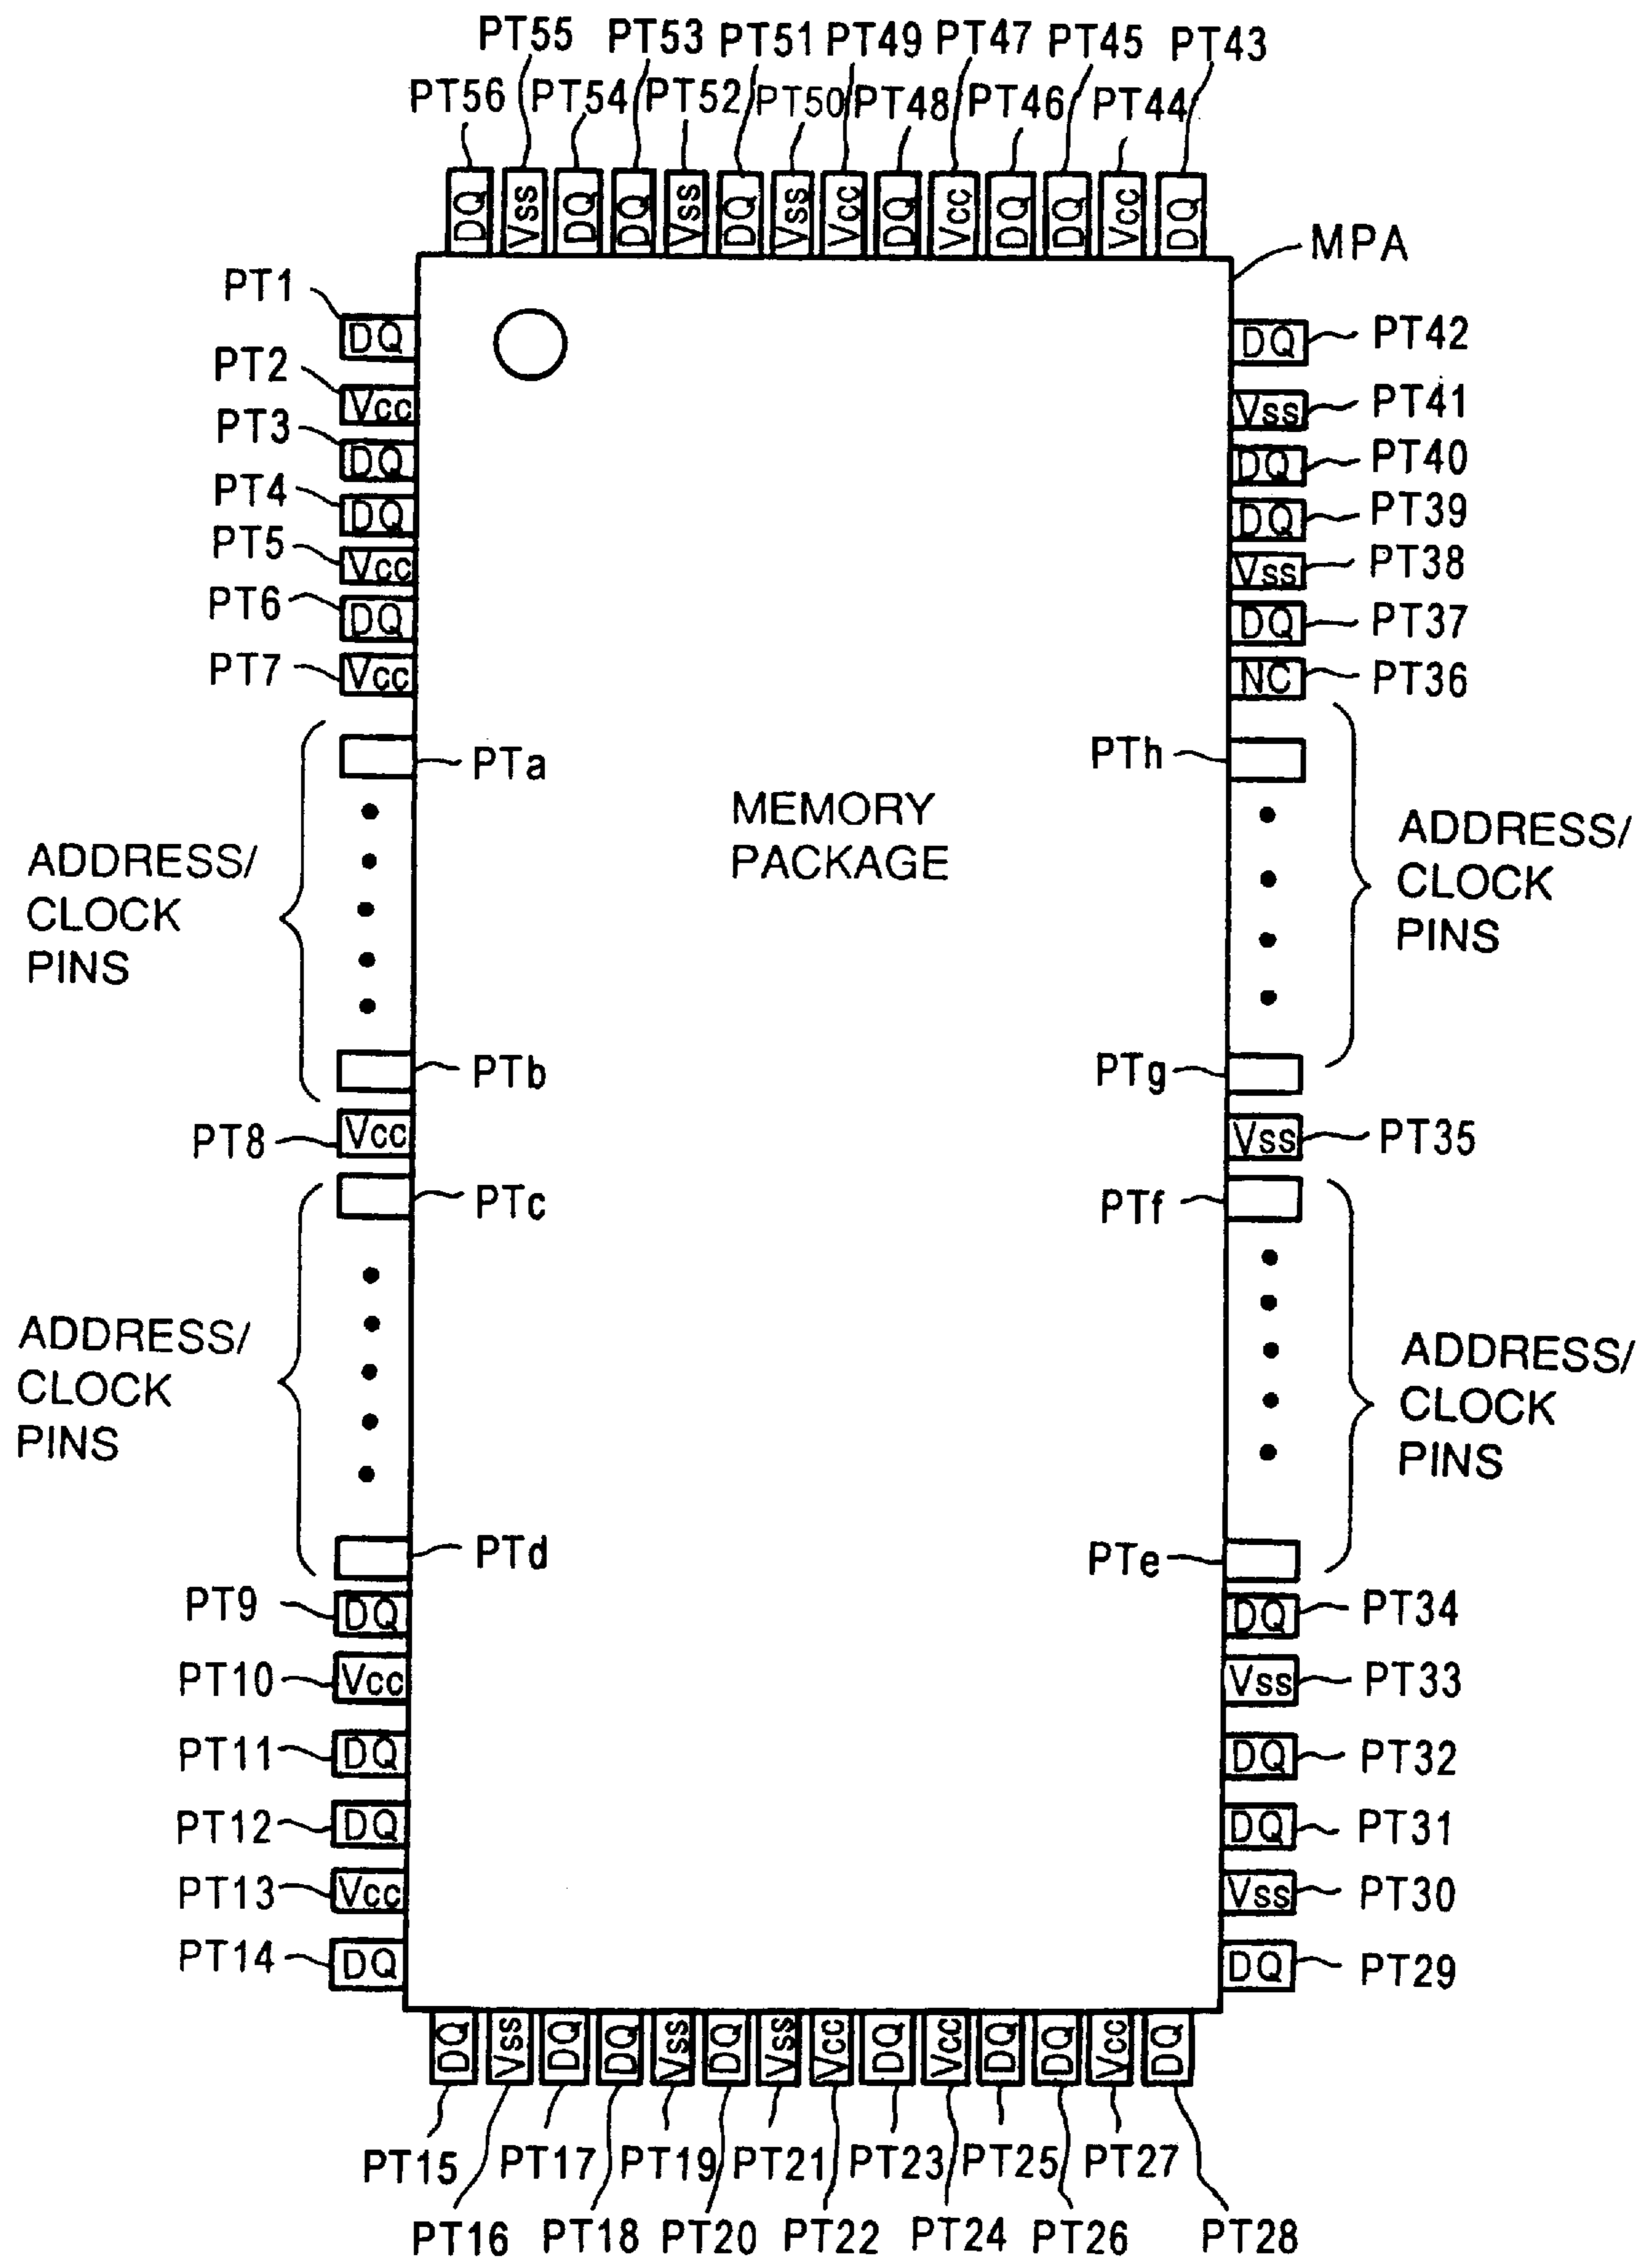 PT55 PT53 PT51 PT49 PT47 PT45 PT43
PT56 PT54 PT52 PT50 PT48 PT46 PT44
DQ Vss DQ DQ Vss DQ Vss Vcc DQ Vcc DQ DQ Vcc DQ
MPA
PT1 DQ
DQ PT42
PT2 Vcc
Vss PT41
PT3 DQ
DQ PT40
PT4 DQ
DQ PT39
PT5 Vcc
Vss PT38
PT6 DQ
DQ PT37
PT7 Vcc
NC PT36
PTa
PTh
MEMORY
PACKAGE
ADDRESS/
CLOCK
PINS
ADDRESS/
CLOCK
PINS
PTb
PTg
PT8 Vcc
Vss PT35
PTc
PTf
ADDRESS/
CLOCK
PINS
ADDRESS/
CLOCK
PINS
PTd
PTe
PT9 DQ
DQ PT34
PT10 Vcc
Vss PT33
PT11 DQ
DQ PT32
PT12 DQ
DQ PT31
PT13 Vcc
Vss PT30
PT14 DQ
DQ PT29
DQ Vss DQ DQ Vss DQ Vss Vcc DQ Vcc DQ DQ Vcc DQ
PT15 PT17 PT19 PT21 PT23 PT25 PT27
PT16 PT18 PT20 PT22 PT24 PT26 PT28